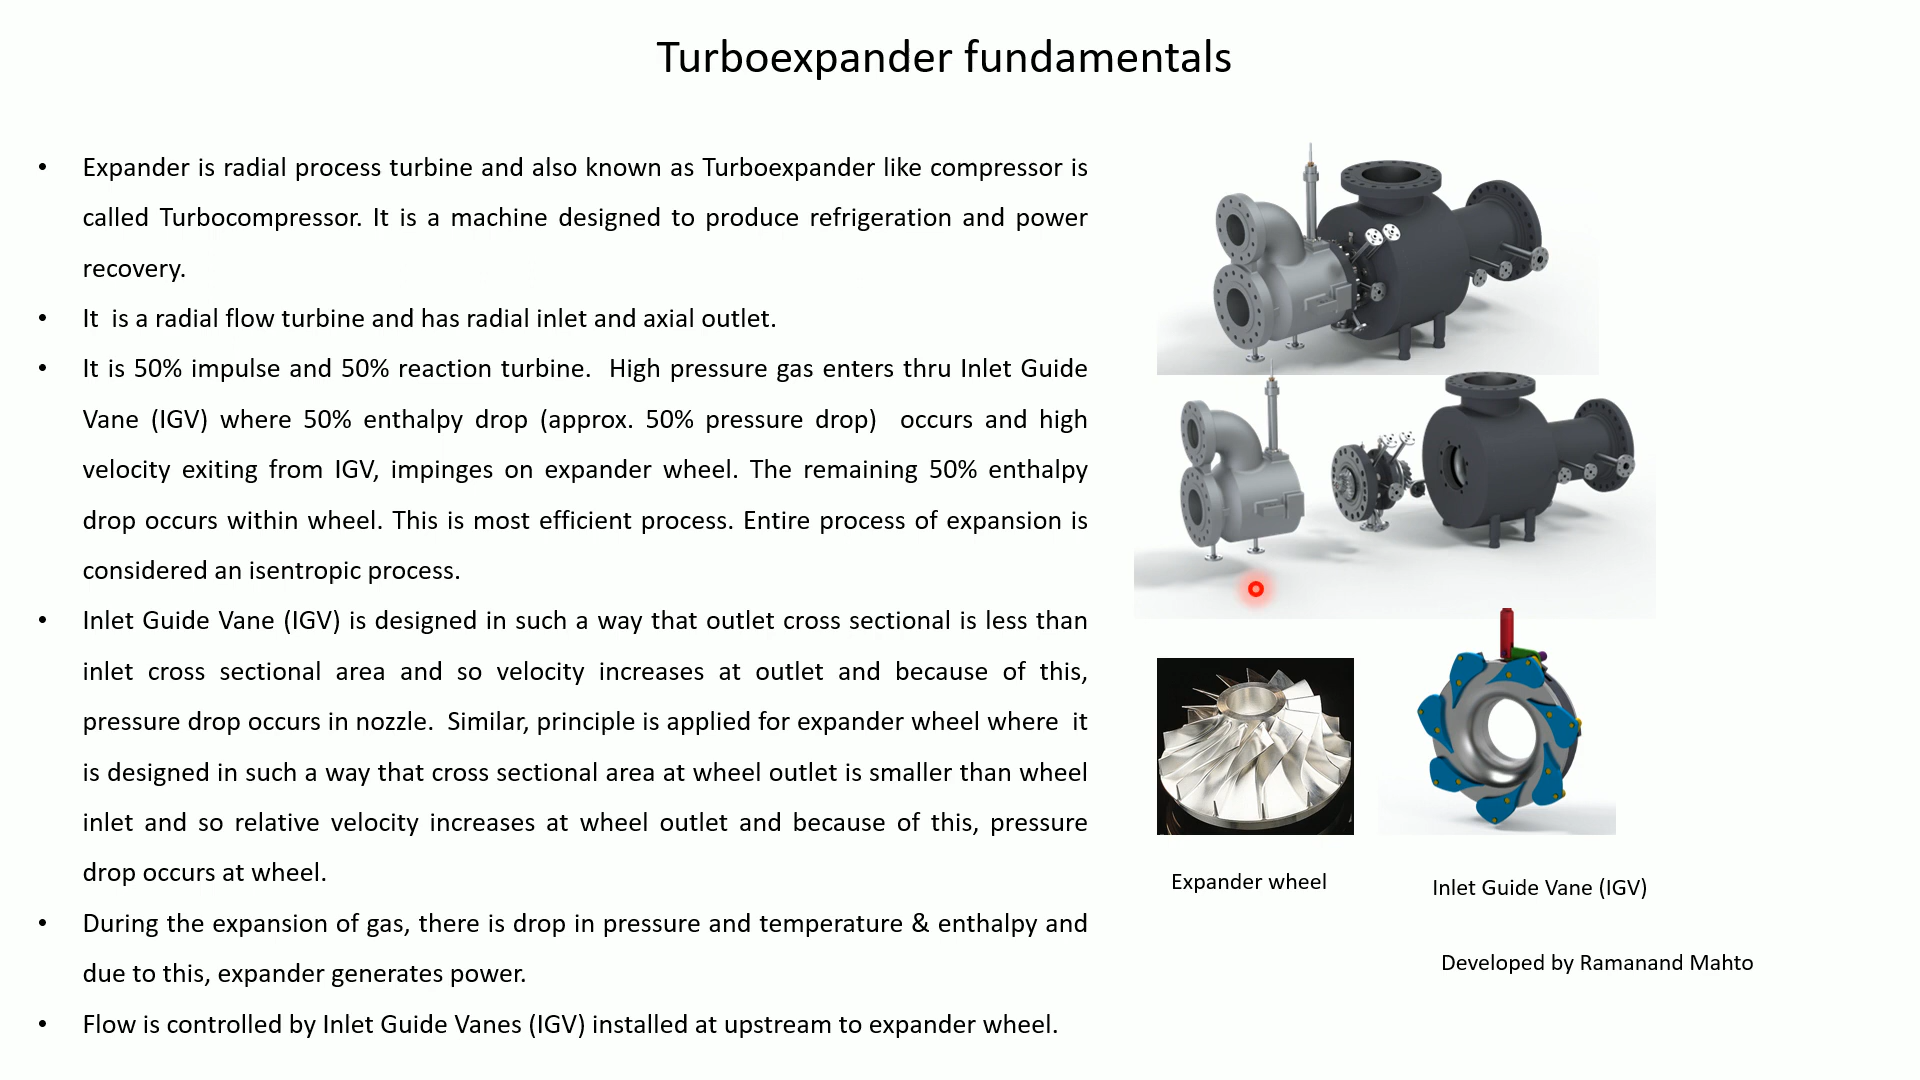 Turboexpander fundamentals
• Expander is radial process turbine and also known as Turboexpander like compressor is
called Turbocompressor. It is a machine designed to produce refrigeration and power
recovery.
• It is a radial flow turbine and has radial inlet and axial outlet.
• It is 50% impulse and 50% reaction turbine. High pressure gas enters thru Inlet Guide
Vane (IGV) where 50% enthalpy drop (approx. 50% pressure drop) occurs and high
velocity exiting from IGV, impinges on expander wheel. The remaining 50% enthalpy
drop occurs within wheel. This is most efficient process. Entire process of expansion is
considered an isentropic process.
• Inlet Guide Vane (IGV) is designed in such a way that outlet cross sectional is less than
inlet cross sectional area and so velocity increases at outlet and because of this,
pressure drop occurs in nozzle. Similar, principle is applied for expander wheel where it
is designed in such a way that cross sectional area at wheel outlet is smaller than wheel
inlet and so relative velocity increases at wheel outlet and because of this, pressure
drop occurs at wheel.
• During the expansion of gas, there is drop in pressure and temperature & enthalpy and
due to this, expander generates power.
• Flow is controlled by Inlet Guide Vanes (IGV) installed at upstream to expander wheel.
Expander wheel
Inlet Guide Vane (IGV)
Developed by Ramanand Mahto